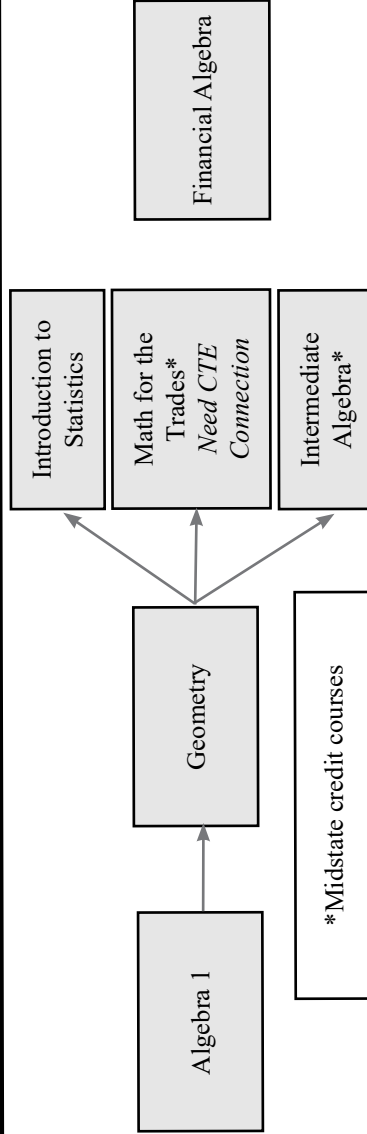 Algebra 1
Geometry
Introduction to
Statistics
Math for the
Trades*
Need CTE
Connection
Intermediate
Algebra*
Financial Algebra
*Midstate credit courses